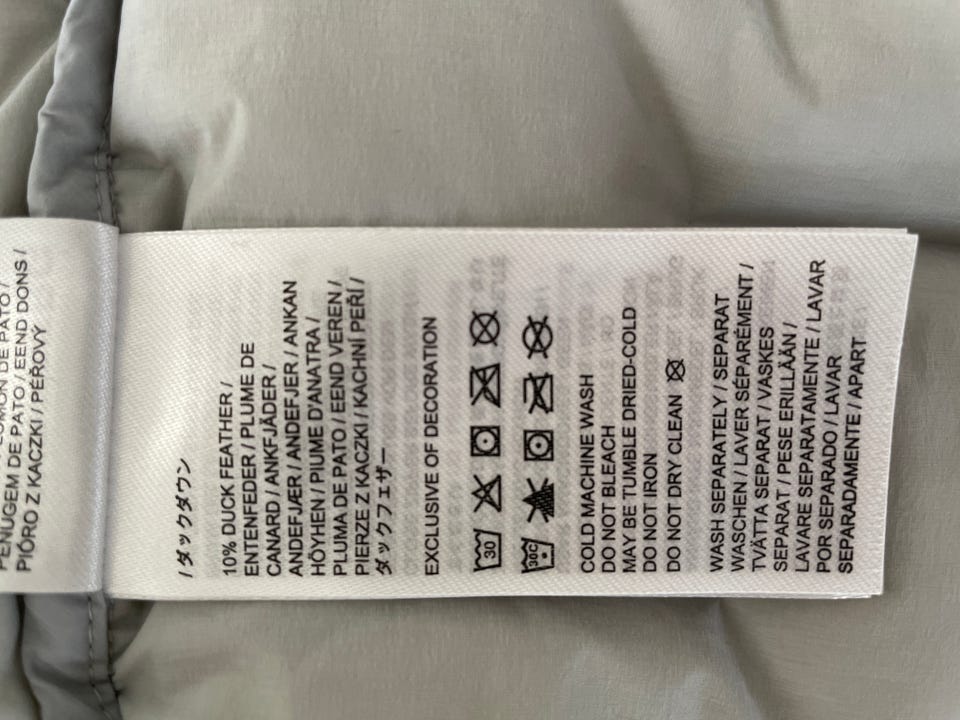 PIÓRO Z KACZKI / PÉŘOVÝ
PENUGEM DE PATO / EEND DONS /
/ ダックダウン
10% DUCK FEATHER /
ENTENFEDER / PLUME DE
CANARD / ANKFJÄDER /
ANDEFJÆR / ANDEFJER / ANKAN
HÖYHEN / PIUME D'ANATRA /
PLUMA DE PATO / EEND VEREN /
PIERZE Z KACZKI / KACHNÍ PEŘÍ /
ダックフェザー
EXCLUSIVE OF DECORATION
30
30C
COLD MACHINE WASH
DO NOT BLEACH
MAY BE TUMBLE DRIED-COLD
DO NOT IRON
DO NOT DRY CLEAN
WASH SEPARATELY / SEPARAT
WASCHEN / LAVER SÉPARÉMENT /
TVÄTTA SEPARAT / VASKES
SEPARAT / PESE ERILLÄÄN /
LAVARE SEPARATAMENTE / LAVAR
POR SEPARADO / LAVAR
SEPARADAMENTE / APART